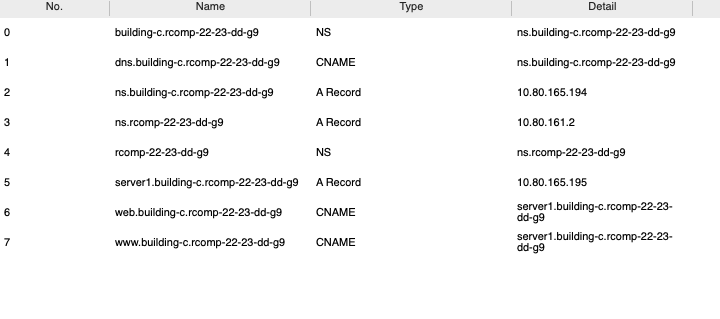 No. Name Type Detail
0 building-c.rcomp-22-23-dd-g9 NS ns.building-c.rcomp-22-23-dd-g9
1 dns.building-c.rcomp-22-23-dd-g9 CNAME ns.building-c.rcomp-22-23-dd-g9
2 ns.building-c.rcomp-22-23-dd-g9 A Record 10.80.165.194
3 ns.rcomp-22-23-dd-g9 A Record 10.80.161.2
4 rcomp-22-23-dd-g9 NS ns.rcomp-22-23-dd-g9
5 server1.building-c.rcomp-22-23-dd-g9 A Record 10.80.165.195
6 web.building-c.rcomp-22-23-dd-g9 CNAME server1.building-c.rcomp-22-23-
dd-g9
7 www.building-c.rcomp-22-23-dd-g9 CNAME server1.building-c.rcomp-22-23-
dd-g9